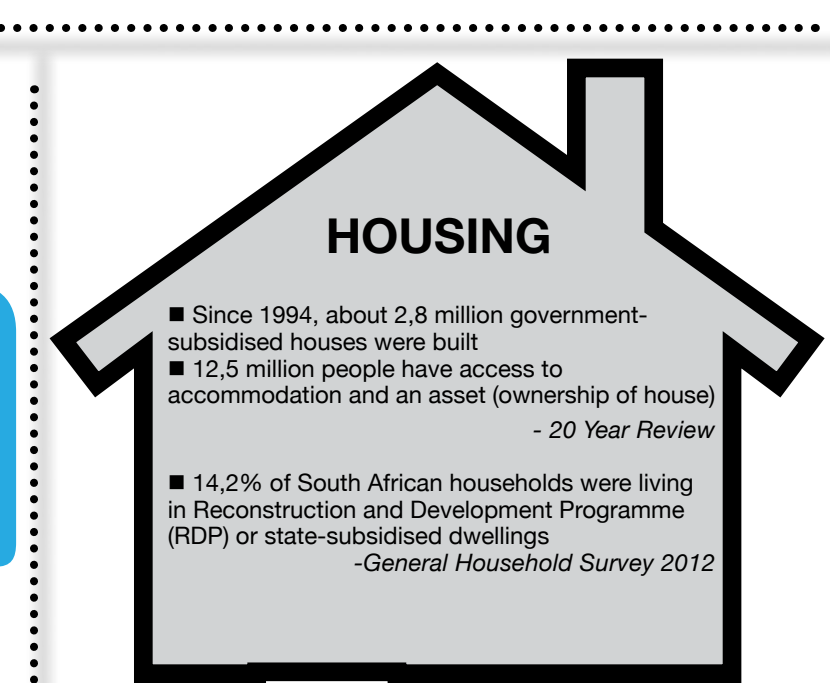 HOUSING
■ Since 1994, about 2,8 million government-
subsidised houses were built
■ 12,5 million people have access to
accommodation and an asset (ownership of house)
- 20 Year Review
■ 14,2% of South African households were living
in Reconstruction and Development Programme
(RDP) or state-subsidised dwellings
-General Household Survey 2012